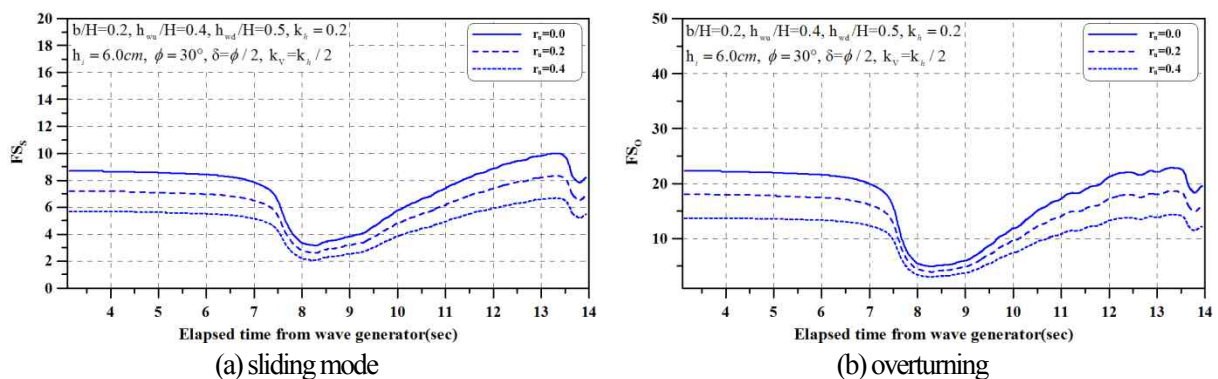 b/H=0.2, h_wu/H=0.4, h_wd/H=0.5, k_h=0.2
h_i=6.0cm, ϕ=30°, δ=ϕ/2, k_V=k_h/2
r_u=0.0
r_u=0.2
r_u=0.4
20
18
16
14
12
10
8
6
4
2
0
FS_S
4 5 6 7 8 9 10 11 12 13 14
Elapsed time from wave generator(sec)
(a) sliding mode
b/H=0.2, h_wu/H=0.4, h_wd/H=0.5, k_h=0.2
h_i=6.0cm, ϕ=30°, δ=ϕ/2, k_V=k_h/2
r_u=0.0
r_u=0.2
r_u=0.4
50
40
30
20
10
FS_O
4 5 6 7 8 9 10 11 12 13 14
Elapsed time from wave generator(sec)
(b) overturning